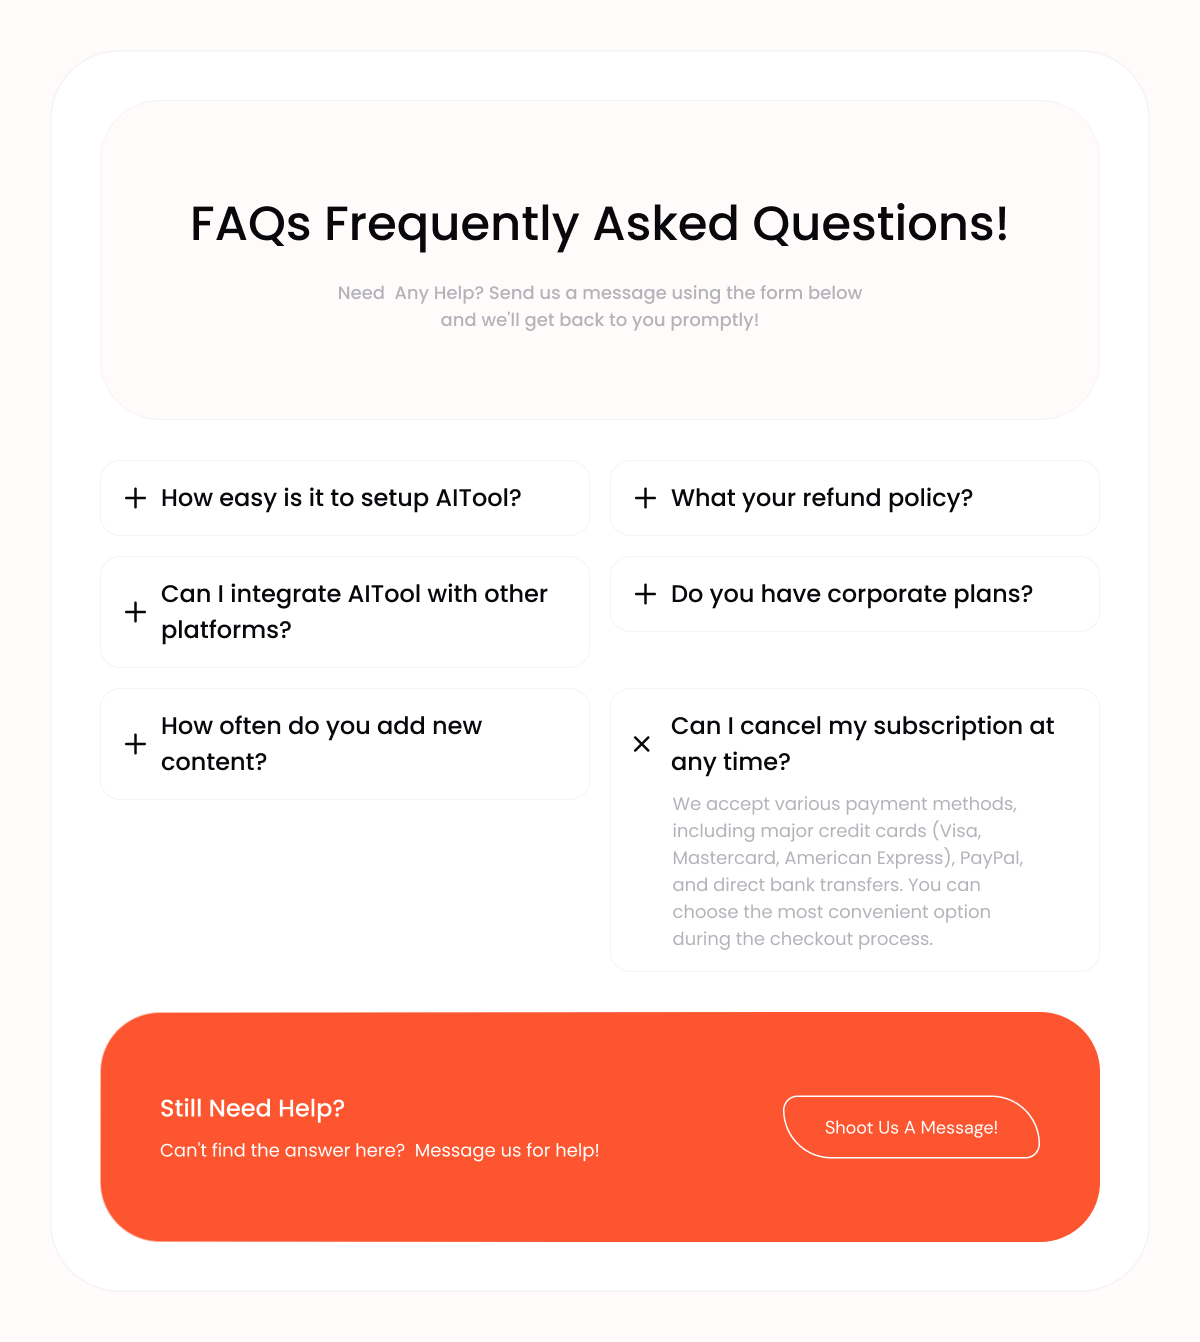 FAQs Frequently Asked Questions!
Need  Any Help? Send us a message using the form below
and we'll get back to you promptly!
How easy is it to setup AITool?
What your refund policy?
Can I integrate AITool with other
platforms?
Do you have corporate plans?
How often do you add new
content?
Can I cancel my subscription at
any time?
We accept various payment methods,
including major credit cards (Visa,
Mastercard, American Express), PayPal,
and direct bank transfers. You can
choose the most convenient option
during the checkout process.
Still Need Help?
Can't find the answer here?  Message us for help!
Shoot Us A Message!